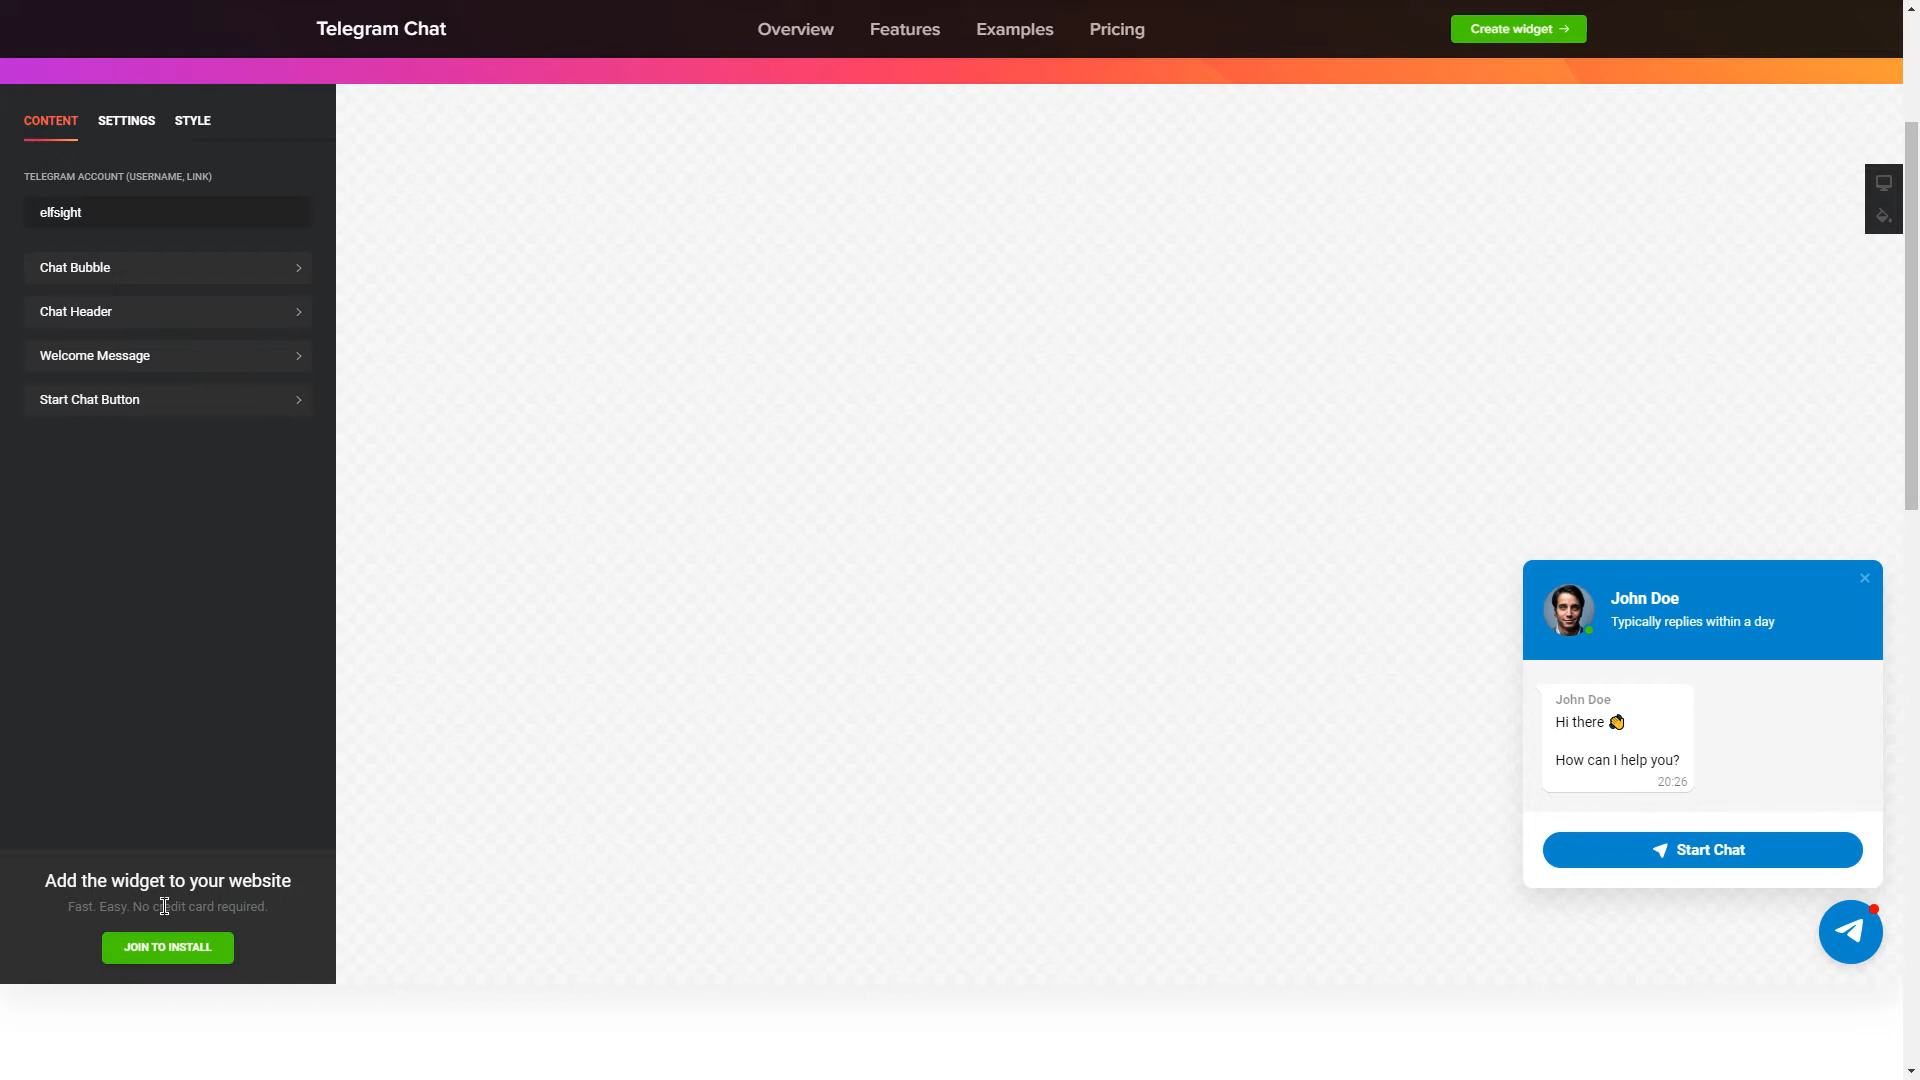 Telegram Chat
Overview
Features
Examples
Pricing
Create widget →
CONTENT
SETTINGS
STYLE
TELEGRAM ACCOUNT (USERNAME, LINK)
elfsight
Chat Bubble
Chat Header
Welcome Message
Start Chat Button
Add the widget to your website
Fast. Easy. No credit card required.
JOIN TO INSTALL
John Doe
Typically replies within a day
John Doe
Hi there 👋
How can I help you?
20:26
Start Chat